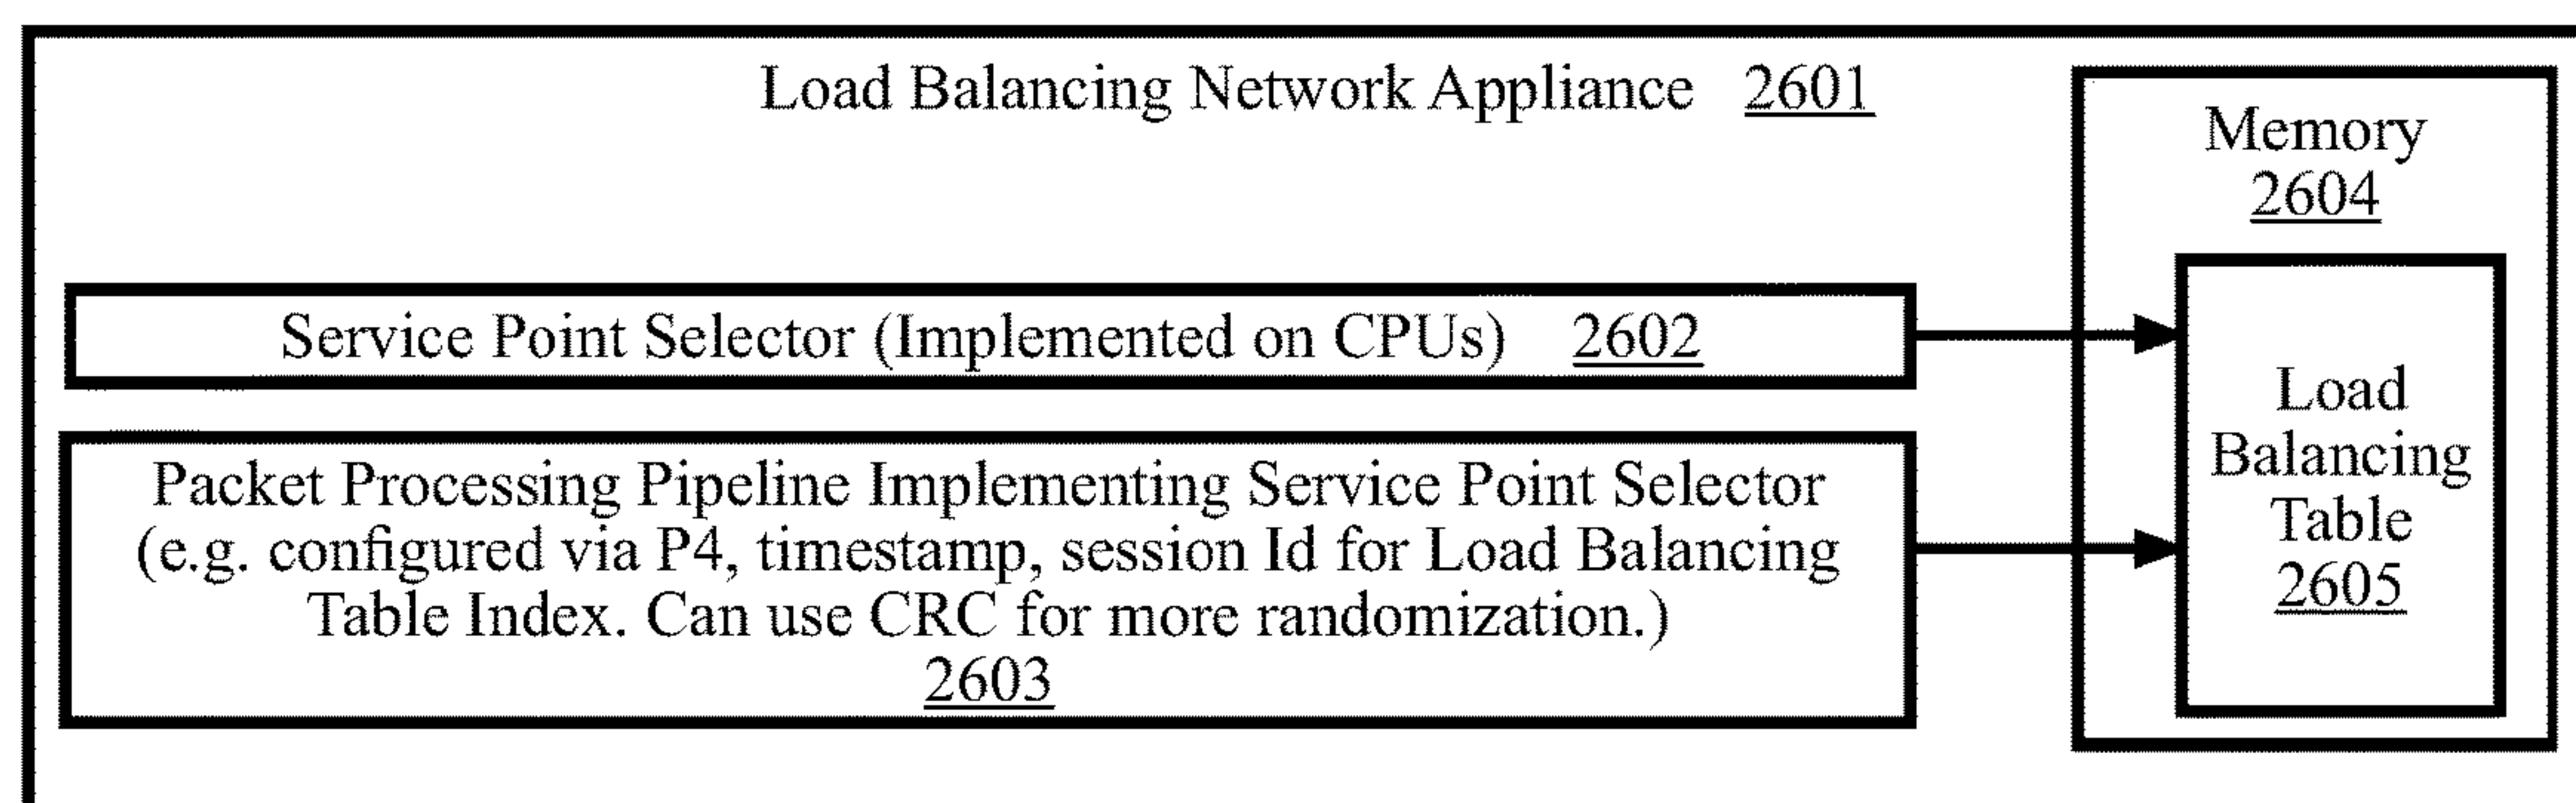 Load Balancing Network Appliance 2601
Memory
2604
Service Point Selector (Implemented on CPUs) 2602
Packet Processing Pipeline Implementing Service Point Selector
(e.g. configured via P4, timestamp, session Id for Load Balancing
Table Index. Can use CRC for more randomization.)
2603
Load
Balancing
Table
2605